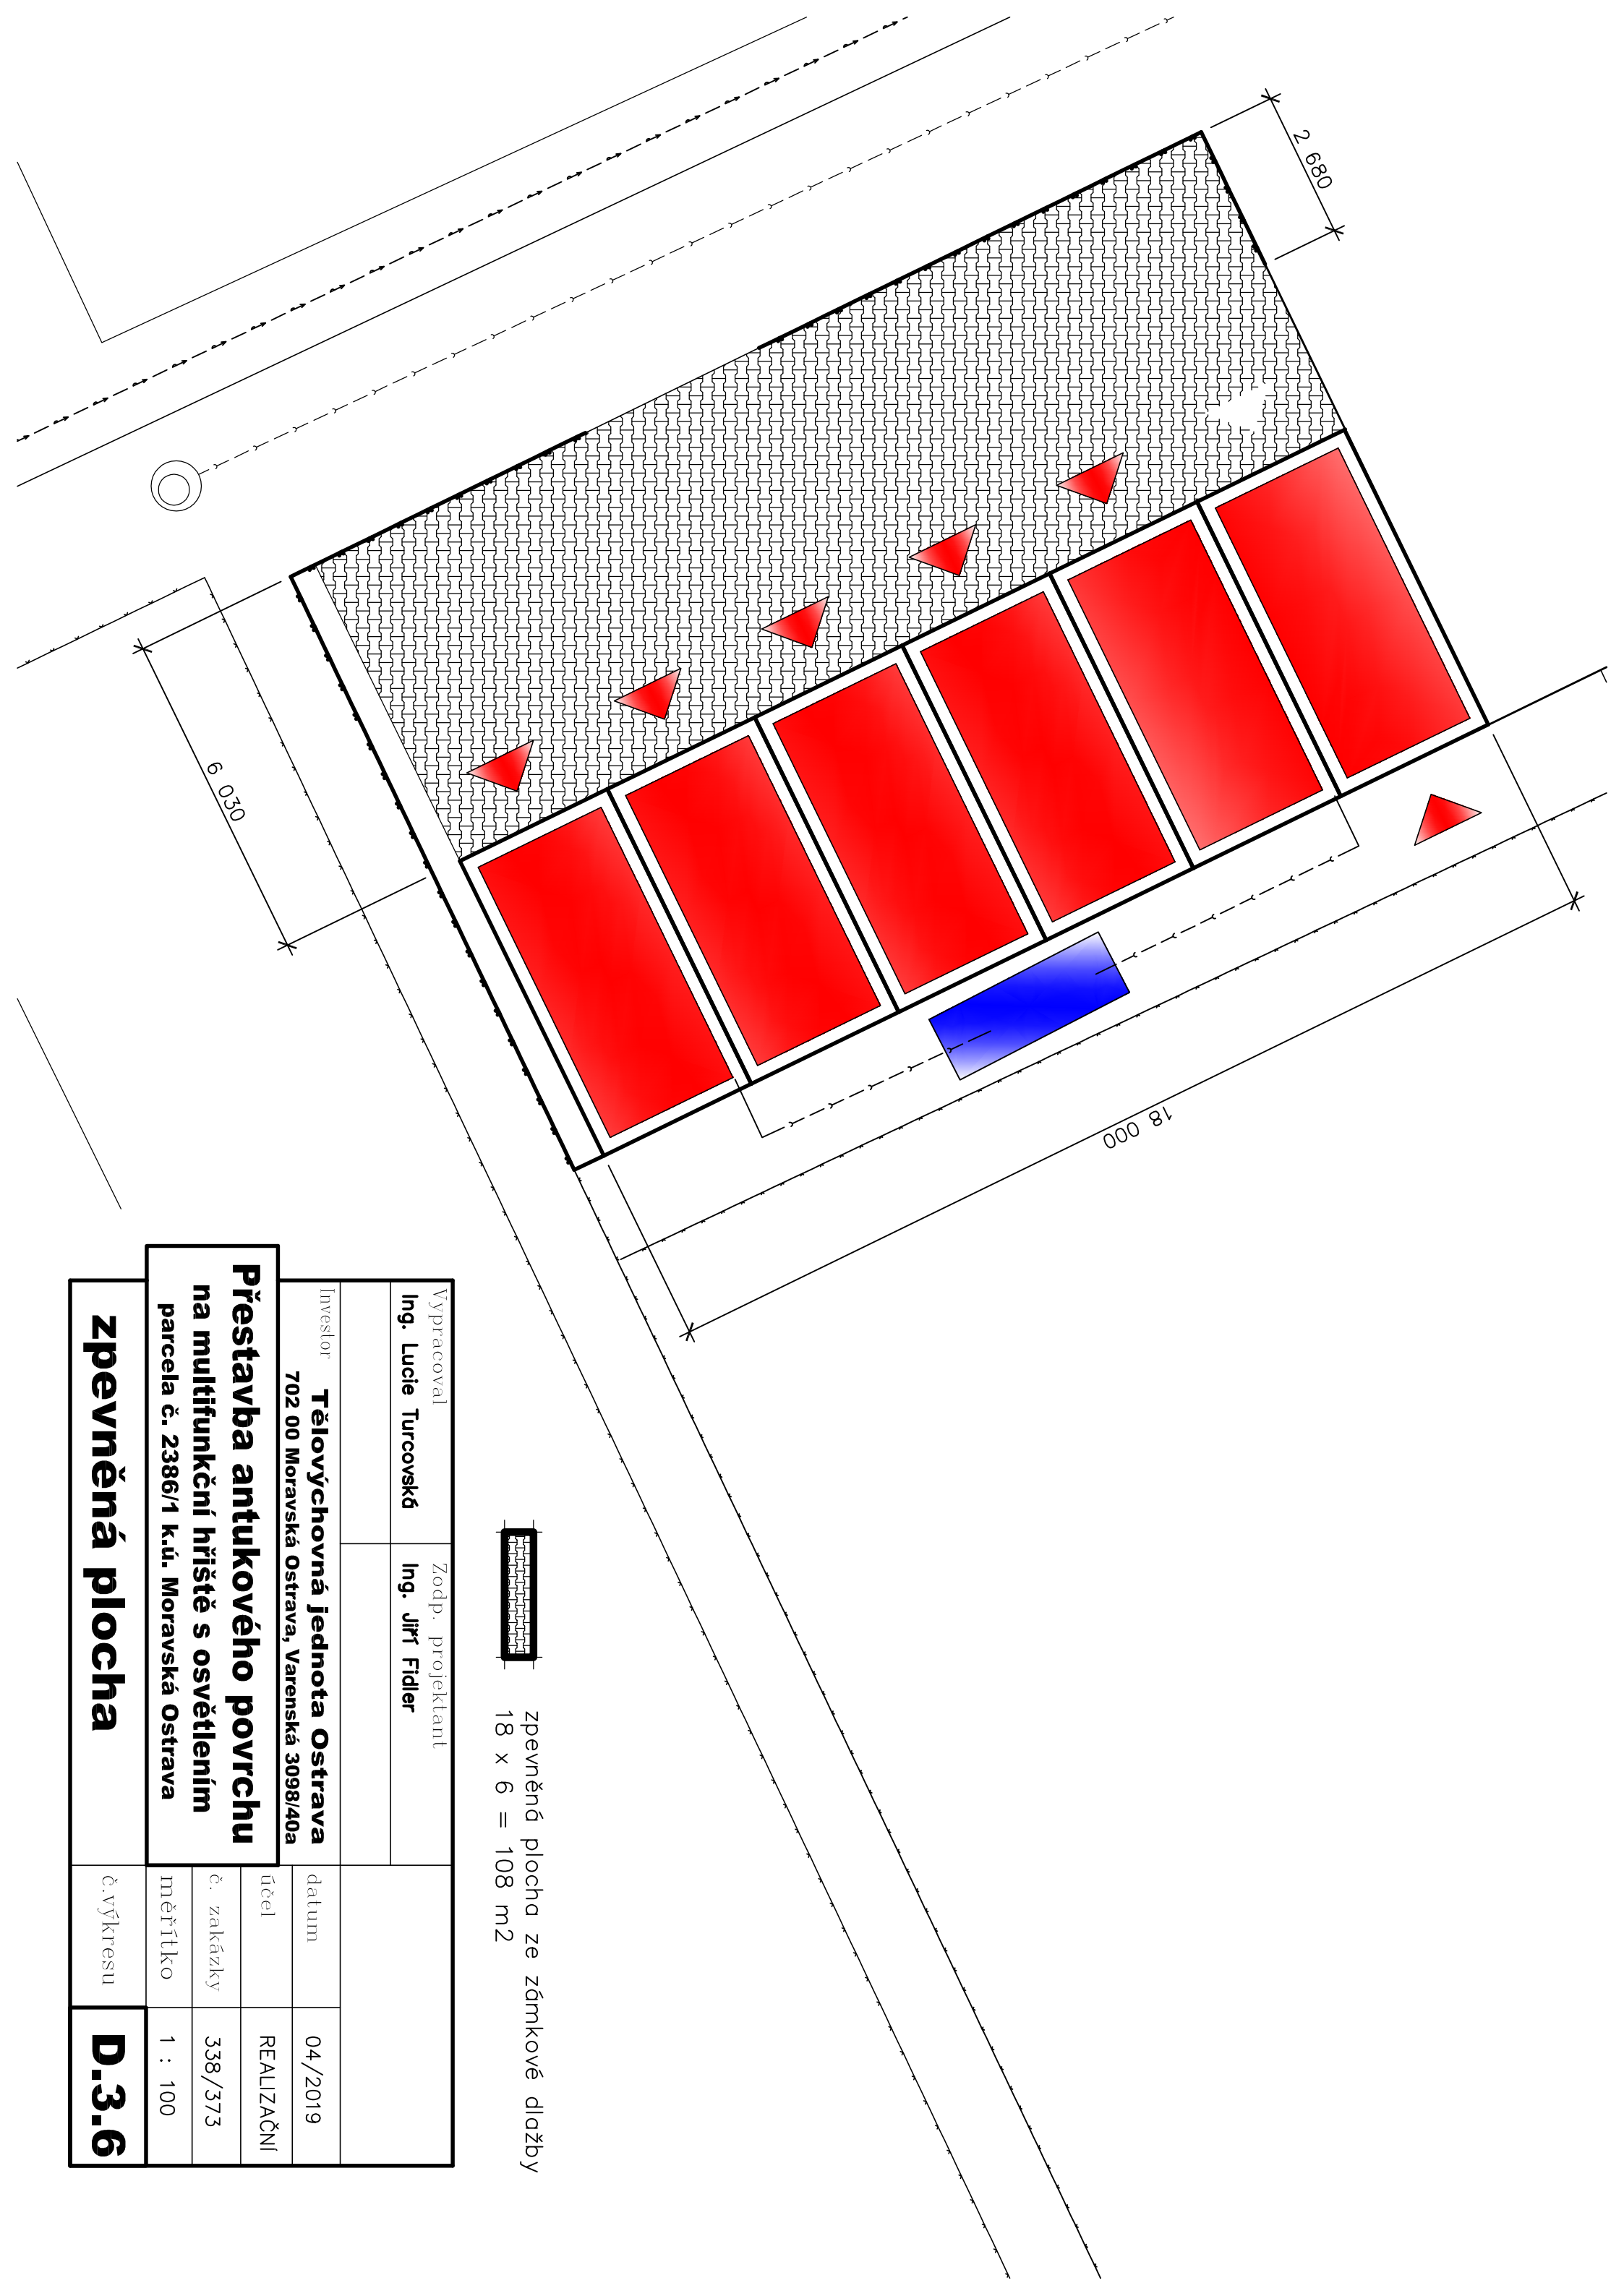 2 680
6 030
18 000
zpevněná plocha ze zámkové dlažby
18 x 6 = 108 m2
Vypracoval
Zodp. projektant
Ing. Lucie Turcovská
Ing. Jiří Fidler
Investor
Tělovýchovná jednota Ostrava
702 00 Moravská Ostrava, Varenská 3098/40a
datum
04/2019
Přestavba antukového povrchu
účel
REALIZAČNÍ
na multifunkční hřiště s osvětlením
č. zakázky
338/373
parcela č. 2386/1 k.ú. Moravská Ostrava
měřítko
1 : 100
zpevněná plocha
č.výkresu
D.3.6